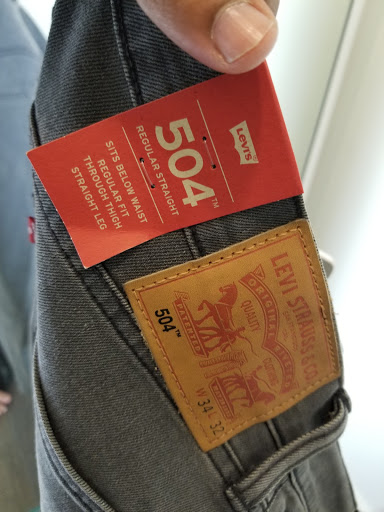 Levi's
504™
REGULAR STRAIGHT
SITS BELOW WAIST
REGULAR FIT
THROUGH THIGH
STRAIGHT LEG
LEVI STRAUSS & CO.
QUALITY
504™
W 34 L 32